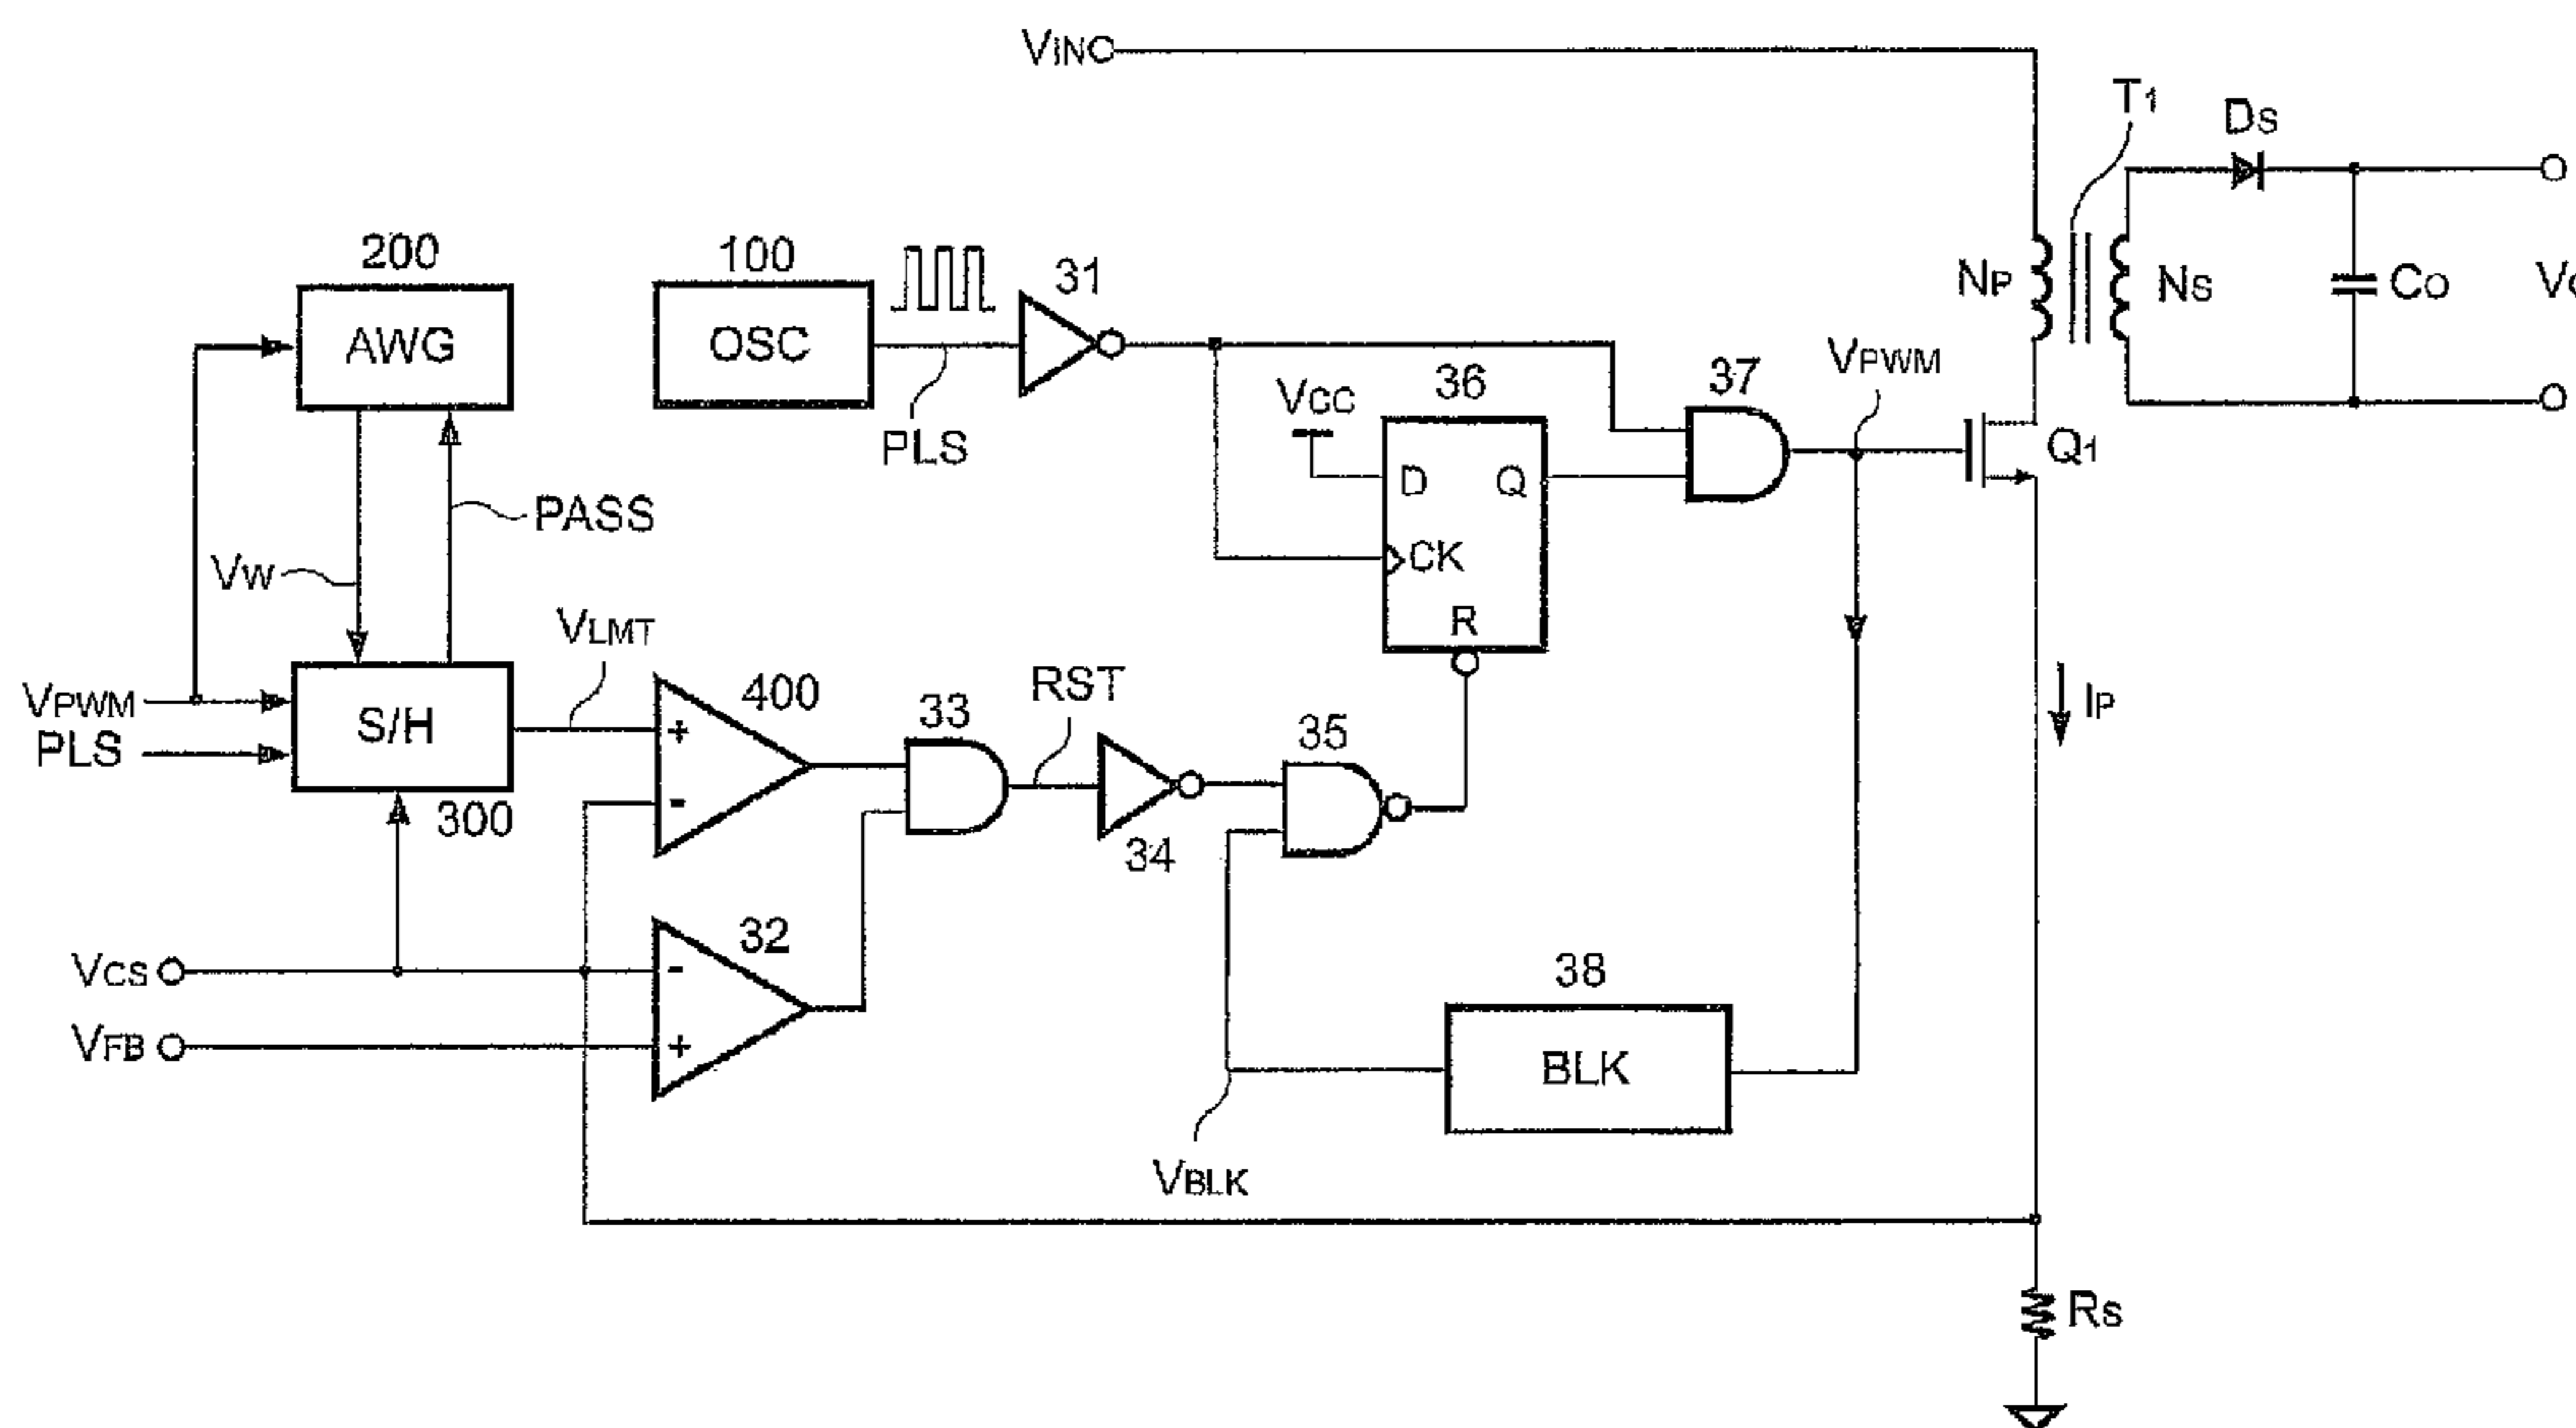 VIN
T1
DS
200
100
31
NP
NS
CO
AWG
OSC
VCC
36
37
VPWM
PLS
D
Q
Q1
PASS
VW
CK
VLMT
R
400
33
RST
35
IP
VPWM
S/H
+
PLS
-
300
34
32
38
VCS
-
VFB
+
BLK
VBLK
RS